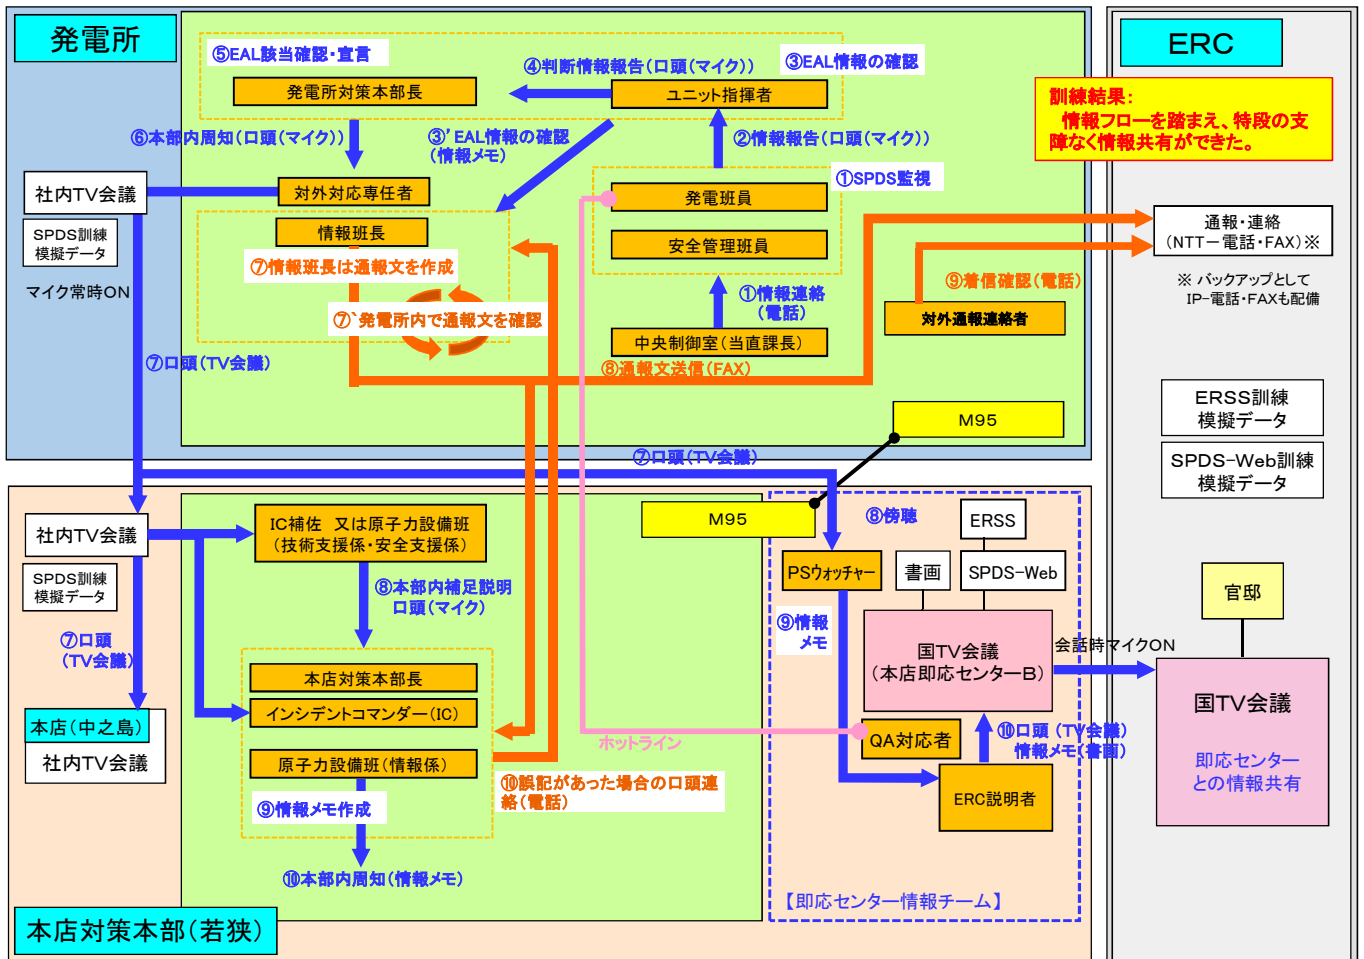 発電所
⑤EAL該当確認・宣言
発電所対策本部長
④判断情報報告(口頭(マイク))
③EAL情報の確認
ユニット指揮者
⑥本部内周知(口頭(マイク))
③’EAL情報の確認
(情報メモ)
②情報報告(口頭(マイク))
①SPDS監視
社内TV会議
SPDS訓練
模擬データ
マイク常時ON
対外対応専任者
情報班長
⑦情報班長は通報文を作成
⑦`発電所内で通報文を確認
発電班員
安全管理班員
①情報連絡
(電話)
中央制御室(当直課長)
⑨着信確認(電話)
対外通報連絡者
⑦口頭(TV会議)
⑧通報文送信(FAX)
M95
⑦口頭(TV会議)
ERC
訓練結果:
情報フローを踏まえ、特段の支
障なく情報共有ができた。
通報・連絡
(NTTー電話・FAX)※
※ バックアップとして
IP-電話・FAXも配備
ERSS訓練
模擬データ
SPDS-Web訓練
模擬データ
官邸
国TV会議
即応センター
との情報共有
社内TV会議
SPDS訓練
模擬データ
⑦口頭
(TV会議)
本店(中之島)
社内TV会議
IC補佐 又は原子力設備班
(技術支援係・安全支援係)
⑧本部内補足説明
口頭(マイク)
本店対策本部長
インシデントコマンダー(IC)
原子力設備班(情報係)
⑨情報メモ作成
⑩本部内周知(情報メモ)
⑩誤記があった場合の口頭連
絡(電話)
ホットライン
M95
⑧傍聴
ERSS
PSウォッチャー
書画
SPDS-Web
⑨情報
メモ
国TV会議
(本店即応センターB)
会話時マイクON
QA対応者
⑩口頭 (TV会議)
情報メモ(書画)
ERC説明者
【即応センター情報チーム】
本店対策本部(若狭)